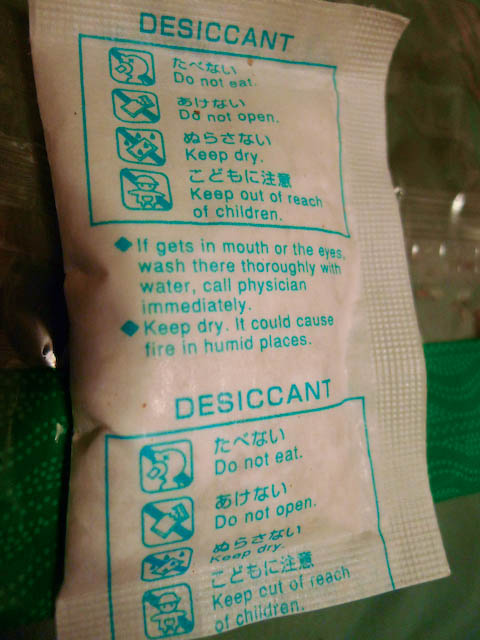 DESICCANT
たべない
Do not eat.
あけない
Do not open.
ぬらさない
Keep dry.
こどもに注意
Keep out of reach
of children.
◆ If gets in mouth or the eyes,
wash there thoroughly with
water, call physician
immediately.
◆ Keep dry. It could cause
fire in humid places.
DESICCANT
たべない
Do not eat.
あけない
Do not open.
ぬらさない
Keep dry.
こどもに注意
Keep out of reach
of children.